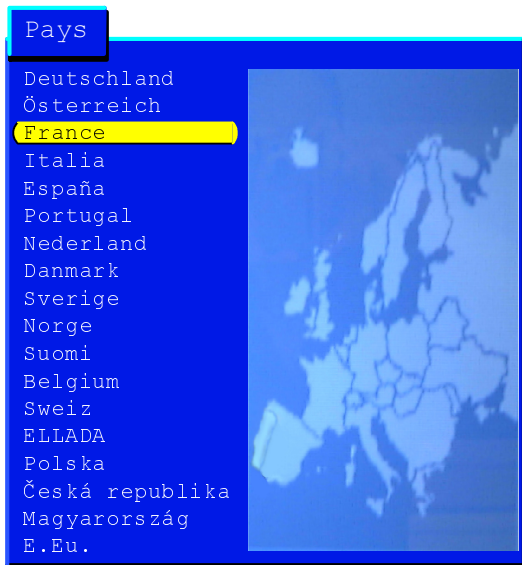 Pays
Deutschland
Österreich
France
Italia
España
Portugal
Nederland
Danmark
Sverige
Norge
Suomi
Belgium
Sweiz
ELLADA
Polska
Česká republika
Magyarország
E.Eu.